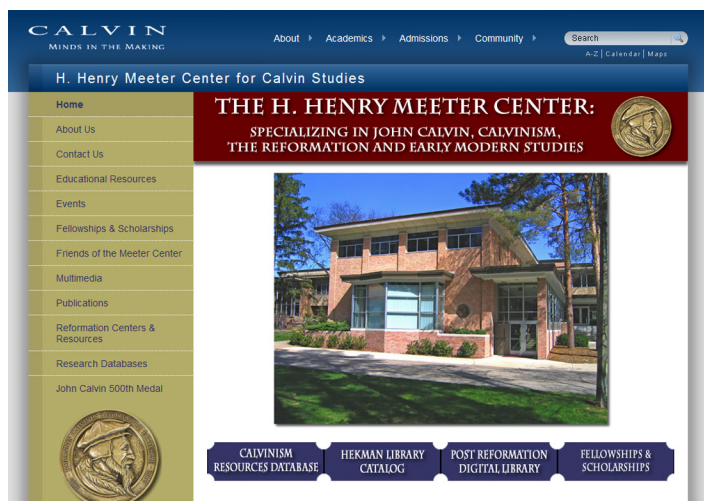 CALVIN
MINDS IN THE MAKING
About
Academics
Admissions
Community
Search
A-Z | Calendar | Maps
H. Henry Meeter Center for Calvin Studies
Home
About Us
Contact Us
Educational Resources
Events
Fellowships & Scholarships
Friends of the Meeter Center
Multimedia
Publications
Reformation Centers &
Resources
Research Databases
John Calvin 500th Medal
THE H. HENRY MEETER CENTER:
SPECIALIZING IN JOHN CALVIN, CALVINISM,
THE REFORMATION AND EARLY MODERN STUDIES
CALVINISM
RESOURCES DATABASE
HEKMAN LIBRARY
CATALOG
POST REFORMATION
DIGITAL LIBRARY
FELLOWSHIPS &
SCHOLARSHIPS